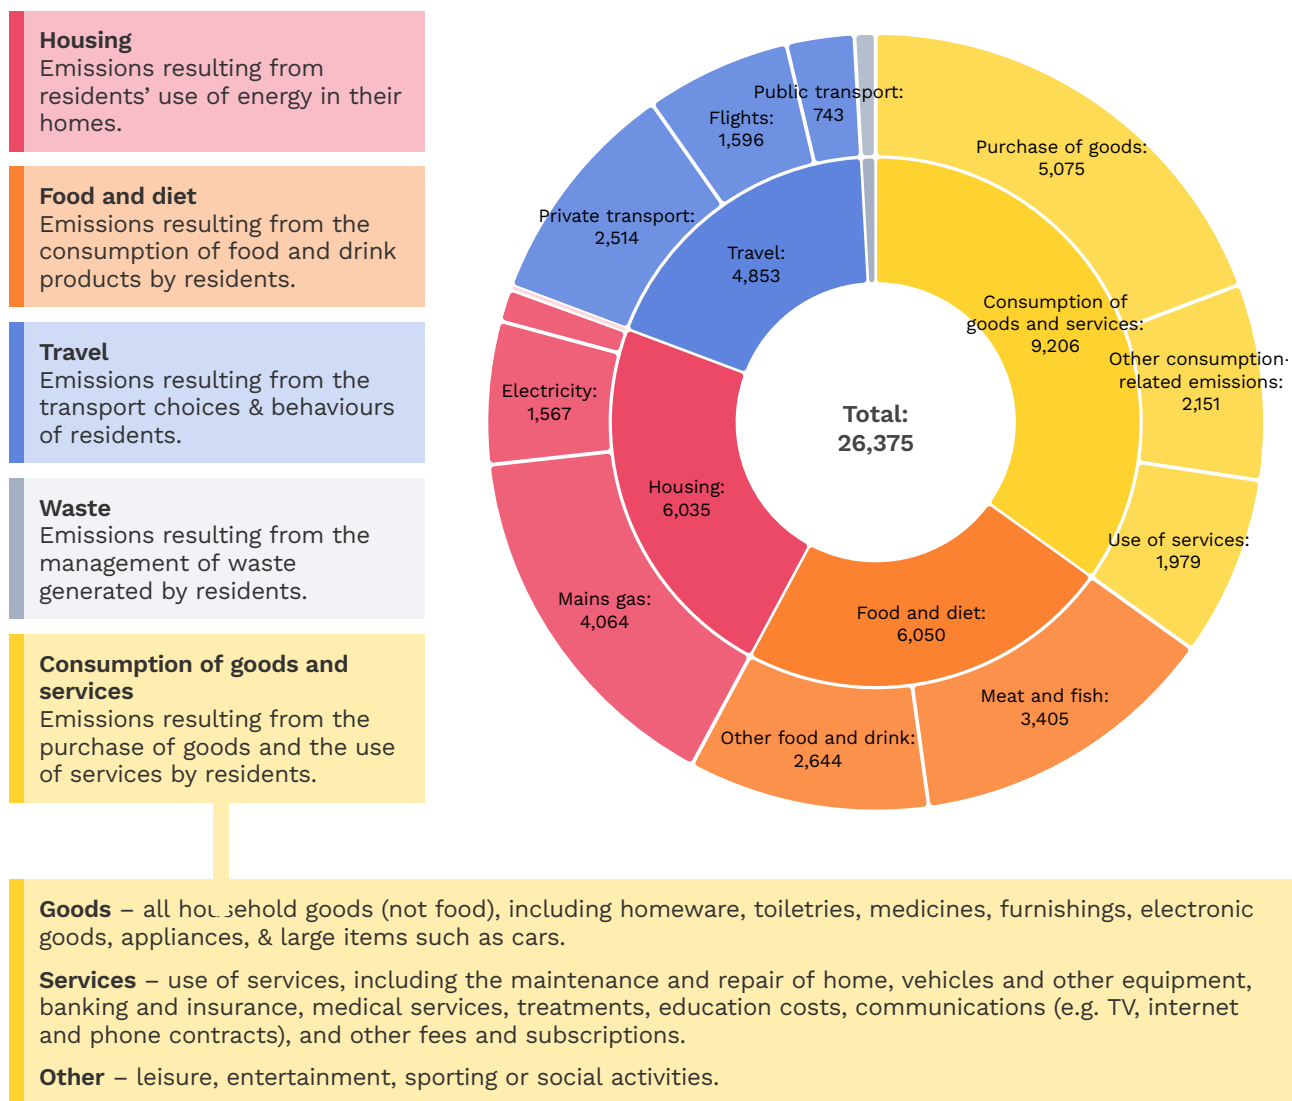 Housing
Emissions resulting from
residents’ use of energy in their
homes.
Food and diet
Emissions resulting from the
consumption of food and drink
products by residents.
Travel
Emissions resulting from the
transport choices & behaviours
of residents.
Waste
Emissions resulting from the
management of waste
generated by residents.
Consumption of goods and
services
Emissions resulting from the
purchase of goods and the use
of services by residents.
Public transport:
743
Flights:
1,596
Private transport:
2,514
Travel:
4,853
Purchase of goods:
5,075
Consumption of
goods and services:
9,206
Other consumption-
related emissions:
2,151
Electricity:
1,567
Total:
26,375
Housing:
6,035
Use of services:
1,979
Mains gas:
4,064
Food and diet:
6,050
Meat and fish:
3,405
Other food and drink:
2,644
Goods – all household goods (not food), including homeware, toiletries, medicines, furnishings, electronic
goods, appliances, & large items such as cars.
Services – use of services, including the maintenance and repair of home, vehicles and other equipment,
banking and insurance, medical services, treatments, education costs, communications (e.g. TV, internet
and phone contracts), and other fees and subscriptions.
Other – leisure, entertainment, sporting or social activities.